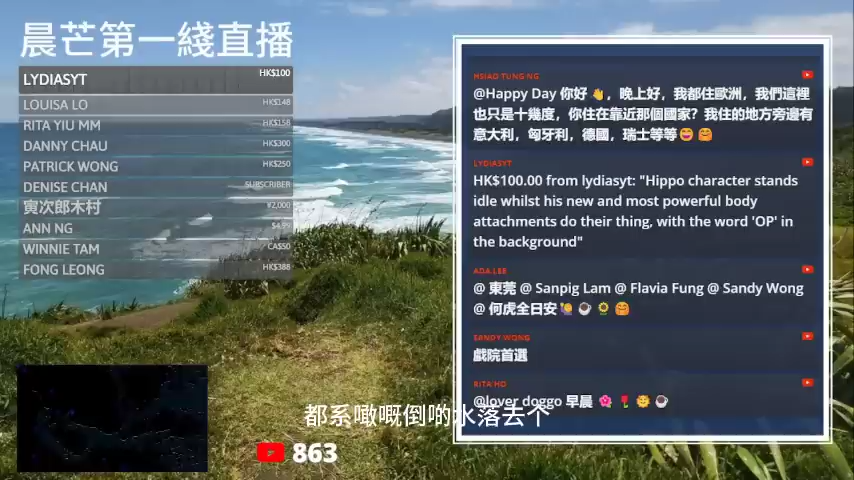 晨芒第一綫直播
LYDIASYT HK$100
LOUISA LO HK$148
RITA YIU MM HK$158
DANNY CHAU HK$300
PATRICK WONG HK$250
DENISE CHAN SUBSCRIBER
寅次郎木村 ¥2,000
ANN NG
WINNIE TAM CA$50
FONG LEONG HK$388
HSIAO TUNG NG
@Happy Day 你好 👋，晚上好，我都住歐洲，我們這裡
也只是十幾度，你住在靠近那個國家？我住的地方旁邊有
意大利，匈牙利，德國，瑞士等等😄 🤗
LYDIASYT
HK$100.00 from lydiasyt: "Hippo character stands
idle whilst his new and most powerful body
attachments do their thing, with the word 'OP' in
the background"
ADA LEE
@ 東莞 @ Sanpig Lam @ Flavia Fung @ Sandy Wong
@ 何虎全日安🙋 ☕ 🌻 🤗
SANDY WONG
戲院首選
RITA HO
@lover doggo 早晨 🌸 🌹 🥰 ☕
都系噉嘅倒啲水落去个
863